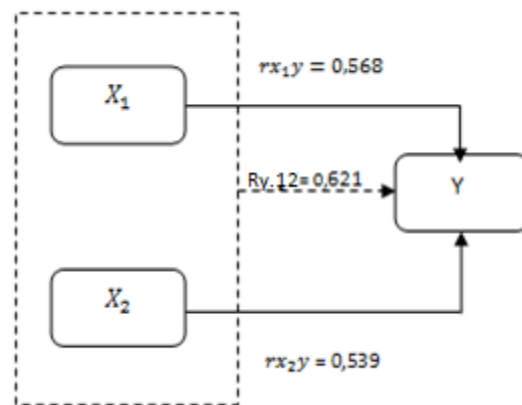 rx₁y = 0,568
X₁
Ry.12= 0,621
Y
X₂
rx₂y = 0,539